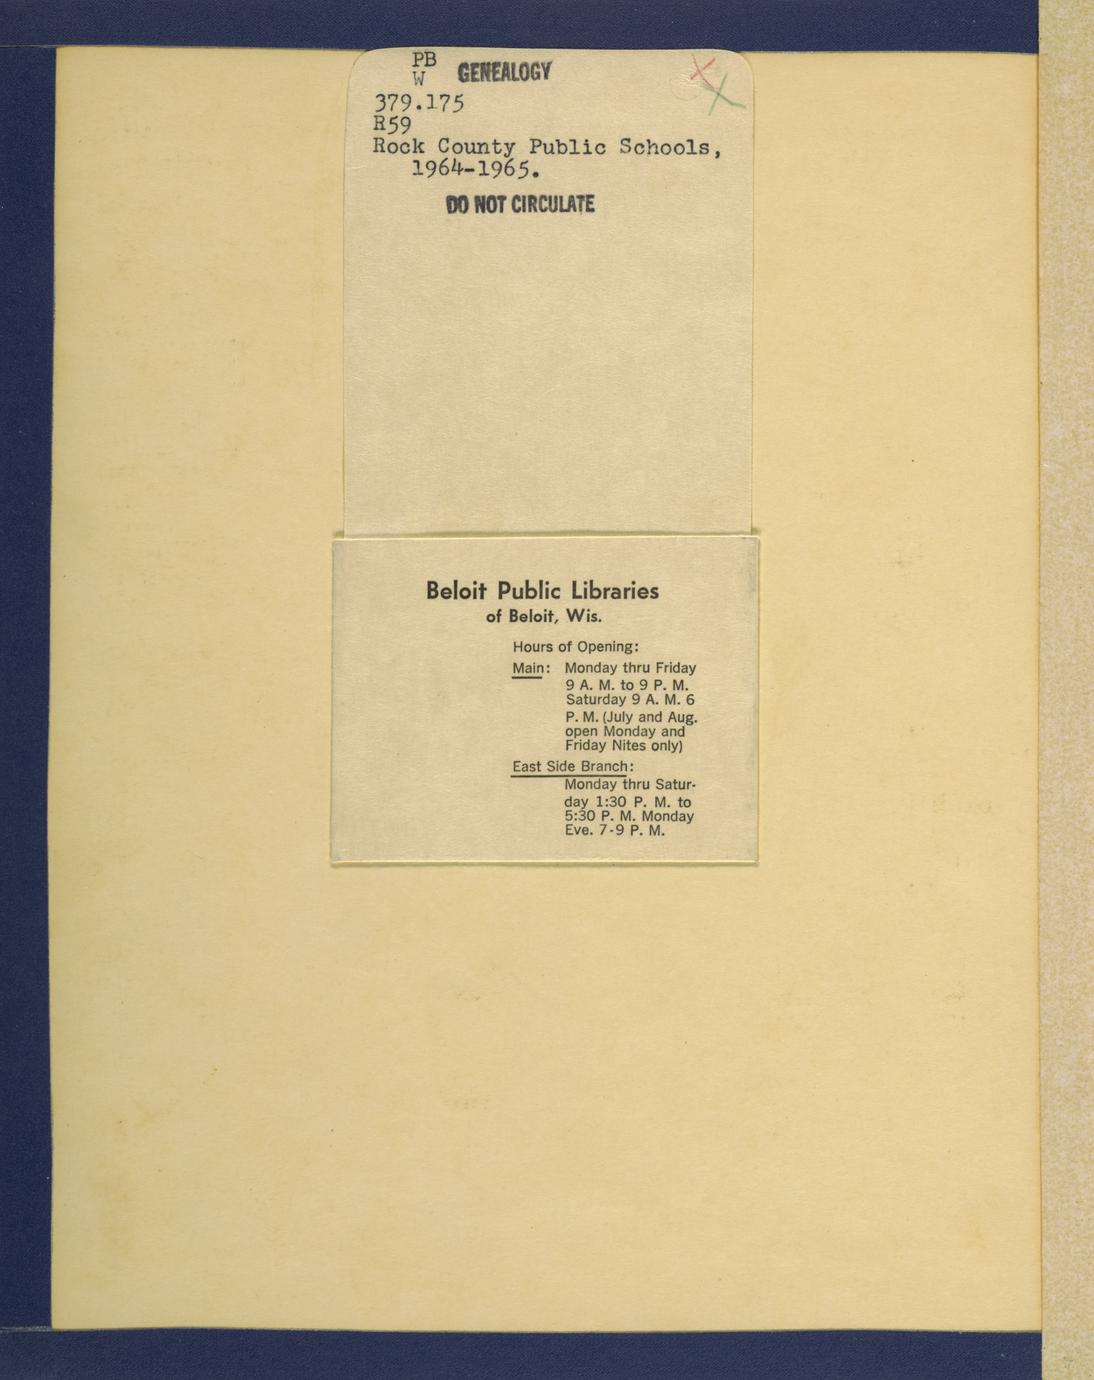 PB
W GENEALOGY
379.175
R59
Rock County Public Schools,
1964-1965.
DO NOT CIRCULATE
Beloit Public Libraries
of Beloit, Wis.
Hours of Opening:
Main: Monday thru Friday
9 A. M. to 9 P. M.
Saturday 9 A. M. 6
P. M. (July and Aug.
open Monday and
Friday Nites only)
East Side Branch:
Monday thru Satur-
day 1:30 P. M. to
5:30 P. M. Monday
Eve. 7-9 P. M.